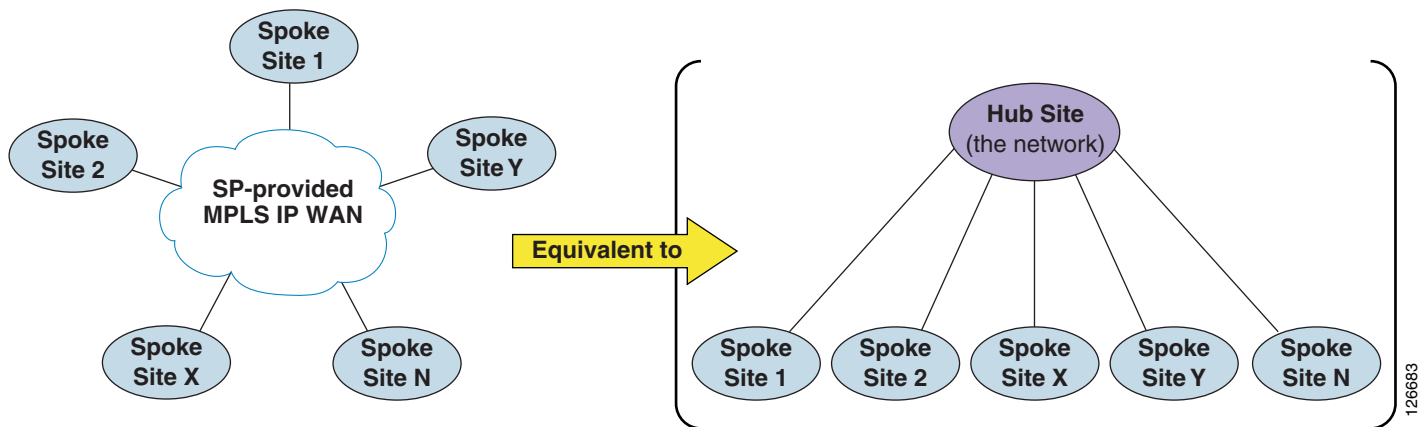 Spoke
Site 1
Spoke
Site 2
Spoke
Site Y
SP-provided
MPLS IP WAN
Spoke
Site X
Spoke
Site N
Equivalent to
Hub Site
(the network)
Spoke
Site 1
Spoke
Site 2
Spoke
Site X
Spoke
Site Y
Spoke
Site N
126683